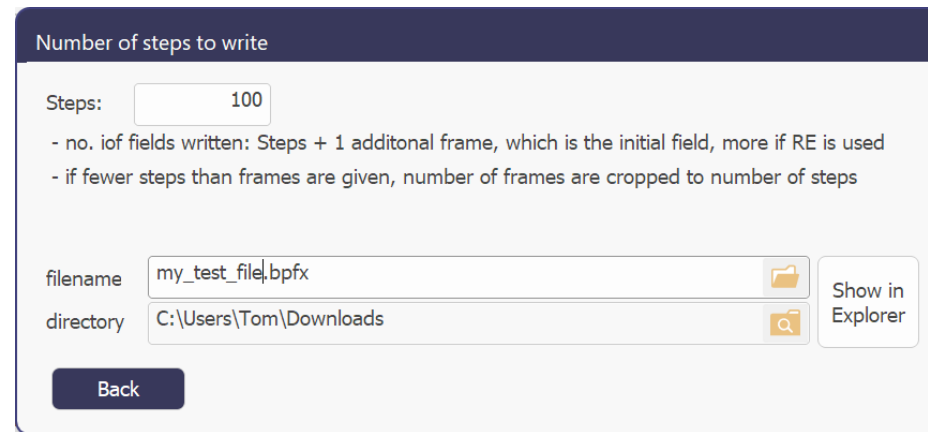 Number of steps to write
Steps: 100
- no. iof fields written: Steps + 1 additonal frame, which is the initial field, more if RE is used
- if fewer steps than frames are given, number of frames are cropped to number of steps
filename my_test_file.bpfx
directory C:\Users\Tom\Downloads
Show in
Explorer
Back